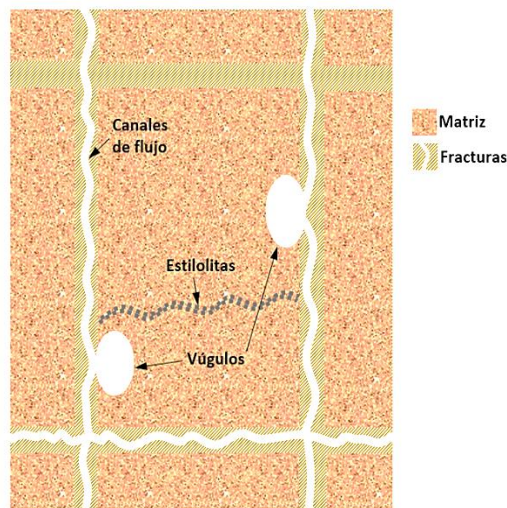 Canales
de flujo
Matriz
Fracturas
Estilolitas
Vúgulos